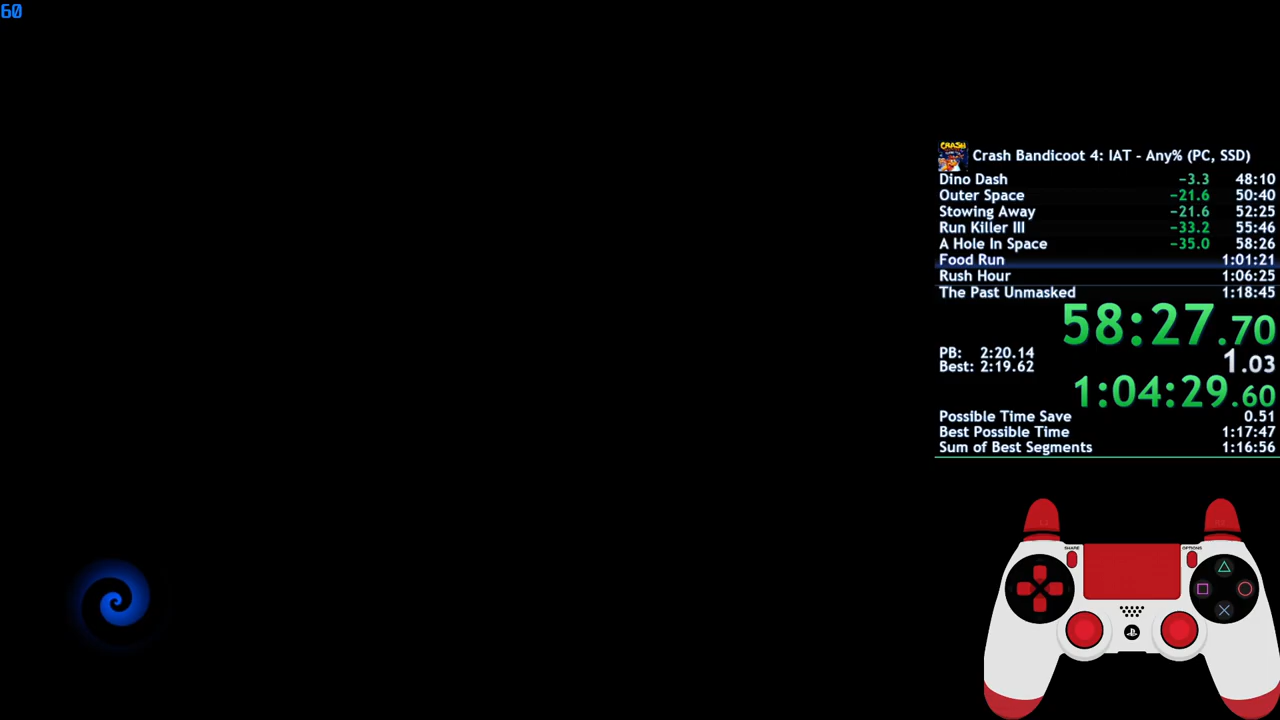 60
Crash Bandicoot 4: IAT - Any% (PC, SSD)
Dino Dash -3.3 48:10
Outer Space -21.6 50:40
Stowing Away -21.6 52:25
Run Killer III -33.2 55:46
A Hole In Space -35.0 58:26
Food Run 1:01:21
Rush Hour 1:06:25
The Past Unmasked 1:18:45
58:27.70
PB: 2:20.14 1.03
Best: 2:19.62
1:04:29.60
Possible Time Save 0.51
Best Possible Time 1:17:47
Sum of Best Segments 1:16:56
SHARE OPTIONS